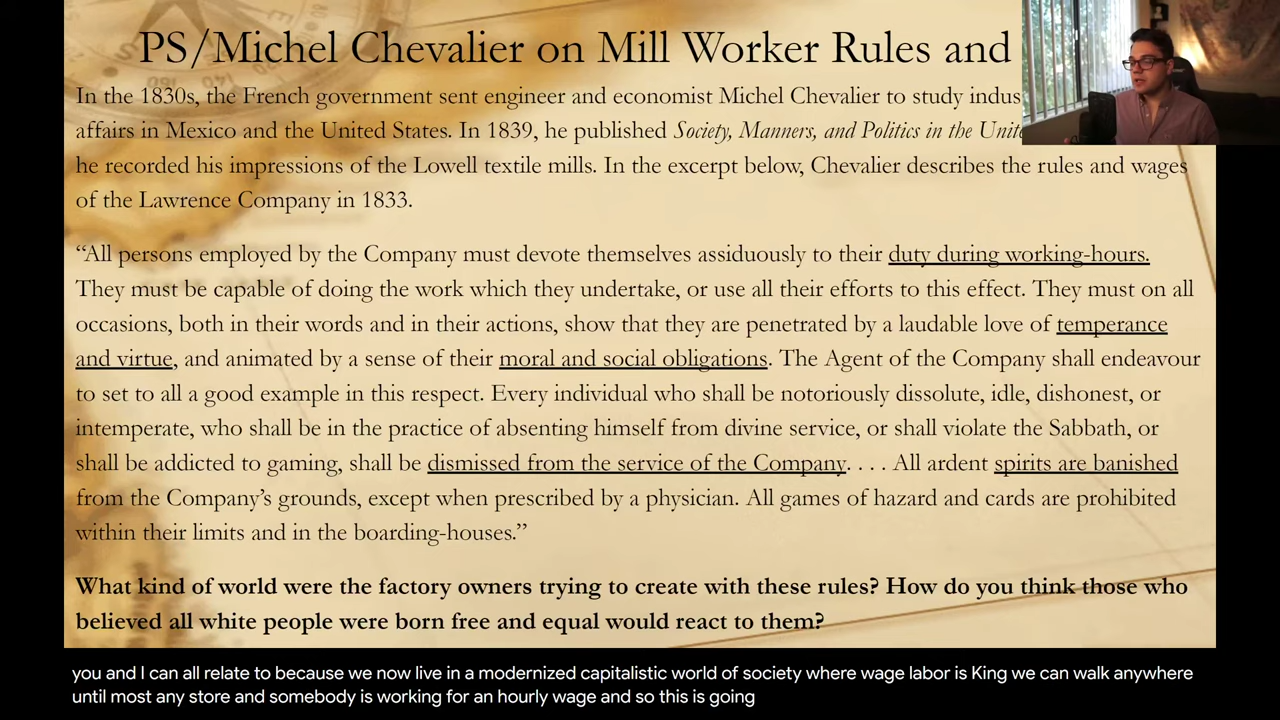 PS/Michel Chevalier on Mill Worker Rules and
In the 1830s, the French government sent engineer and economist Michel Chevalier to study
affairs in Mexico and the United States. In 1839, he published Society, Manners, and Politics in the
he recorded his impressions of the Lowell textile mills. In the excerpt below, Chevalier describes the rules and wages
of the Lawrence Company in 1833.
“All persons employed by the Company must devote themselves assiduously to their duty during working-hours.
They must be capable of doing the work which they undertake, or use all their efforts to this effect. They must on all
occasions, both in their words and in their actions, show that they are penetrated by a laudable love of temperance
and virtue, and animated by a sense of their moral and social obligations. The Agent of the Company shall endeavour
to set to all a good example in this respect. Every individual who shall be notoriously dissolute, idle, dishonest, or
intemperate, who shall be in the practice of absenting himself from divine service, or shall violate the Sabbath, or
shall be addicted to gaming, shall be dismissed from the service of the Company. . . . All ardent spirits are banished
from the Company’s grounds, except when prescribed by a physician. All games of hazard and cards are prohibited
within their limits and in the boarding-houses.”
What kind of world were the factory owners trying to create with these rules? How do you think those who
believed all white people were born free and equal would react to them?
you and I can all relate to because we now live in a modernized capitalistic world of society where wage labor is King we can walk anywhere
until most any store and somebody is working for an hourly wage and so this is going